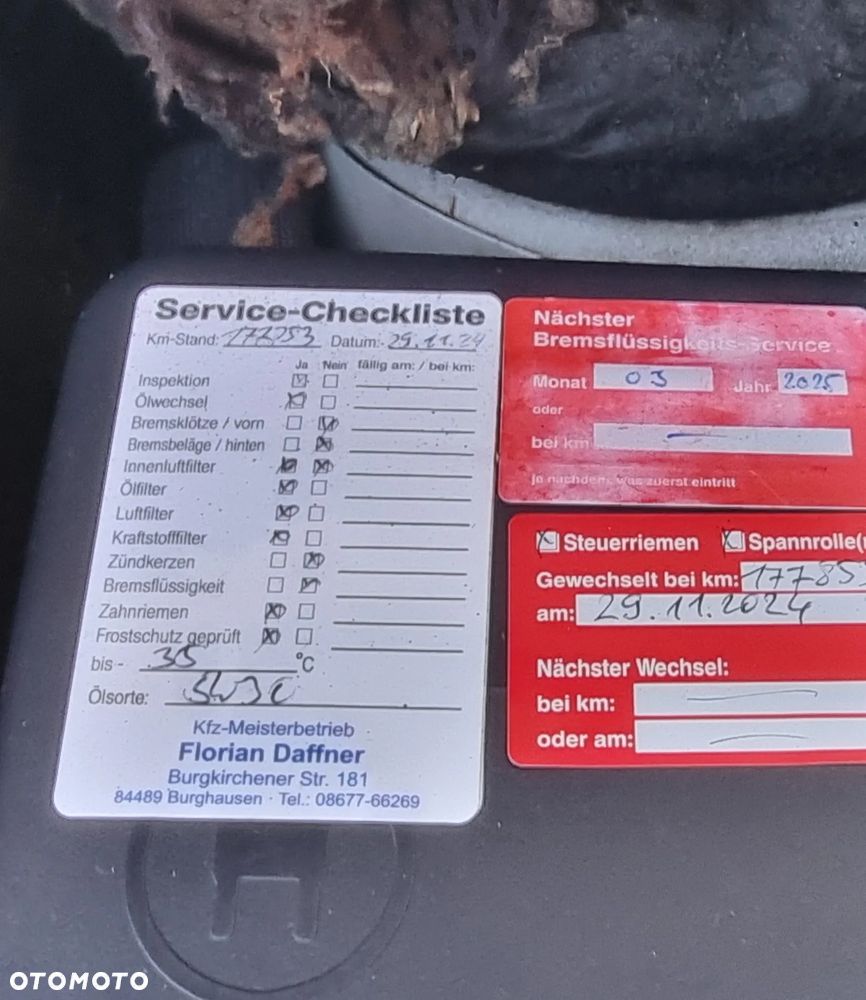 Service-Checkliste
Km-Stand: Datum: 29.11.24
Ja Nein fällig am: / bei km:
Inspektion
Ölwechsel
Bremsklötze / vorn
Bremsbeläge / hinten
Innenluftfilter
Ölfilter
Luftfilter
Kraftstofffilter
Zündkerzen
Bremsflüssigkeit
Zahnriemen
Frostschutz geprüft
bis - 35 °C
Ölsorte:
Kfz-Meisterbetrieb
Florian Daffner
Burgkirchener Str. 181
84489 Burghausen · Tel.: 08677-66269
Nächster
Bremsflüssigkeits-Service
Monat 03 Jahr 2025
oder
bei km
je nachdem, was zuerst eintritt
Steuerriemen Spannrolle(
Gewechselt bei km: 177853
am: 29.11.2024
Nächster Wechsel:
bei km:
oder am:
H
OTOMOTO